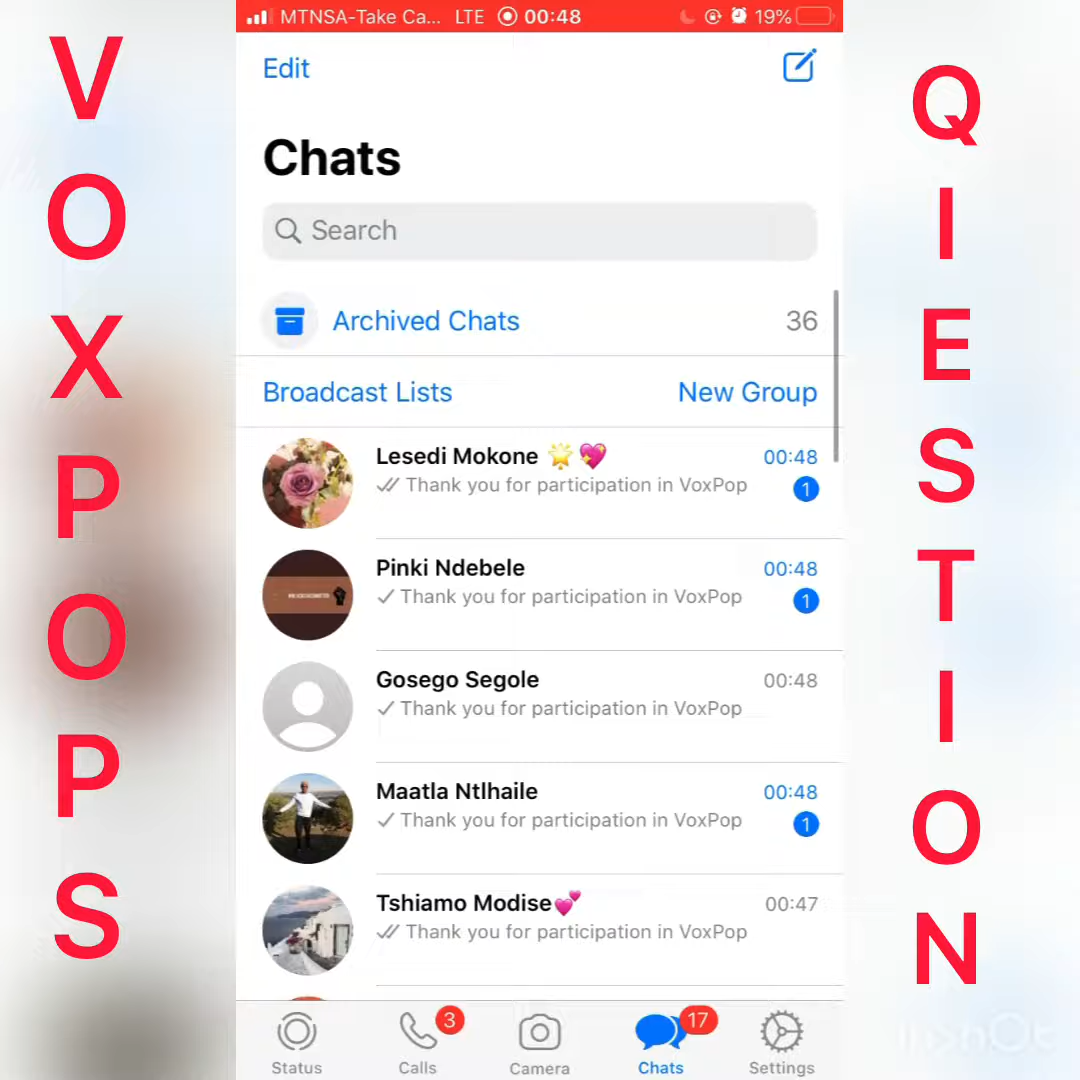 VOXPOPS
MTNSA-Take Ca... LTE 00:48 19%
Edit
Chats
Search
Archived Chats 36
Broadcast Lists New Group
Lesedi Mokone 🌟💖 00:48
Thank you for participation in VoxPop 1
Pinki Ndebele 00:48
Thank you for participation in VoxPop 1
Gosego Segole 00:48
Thank you for participation in VoxPop
Maatla Ntlhaile 00:48
Thank you for participation in VoxPop 1
Tshiamo Modise💕 00:47
Thank you for participation in VoxPop
3 17
Status Calls Camera Chats Settings
QIESTION